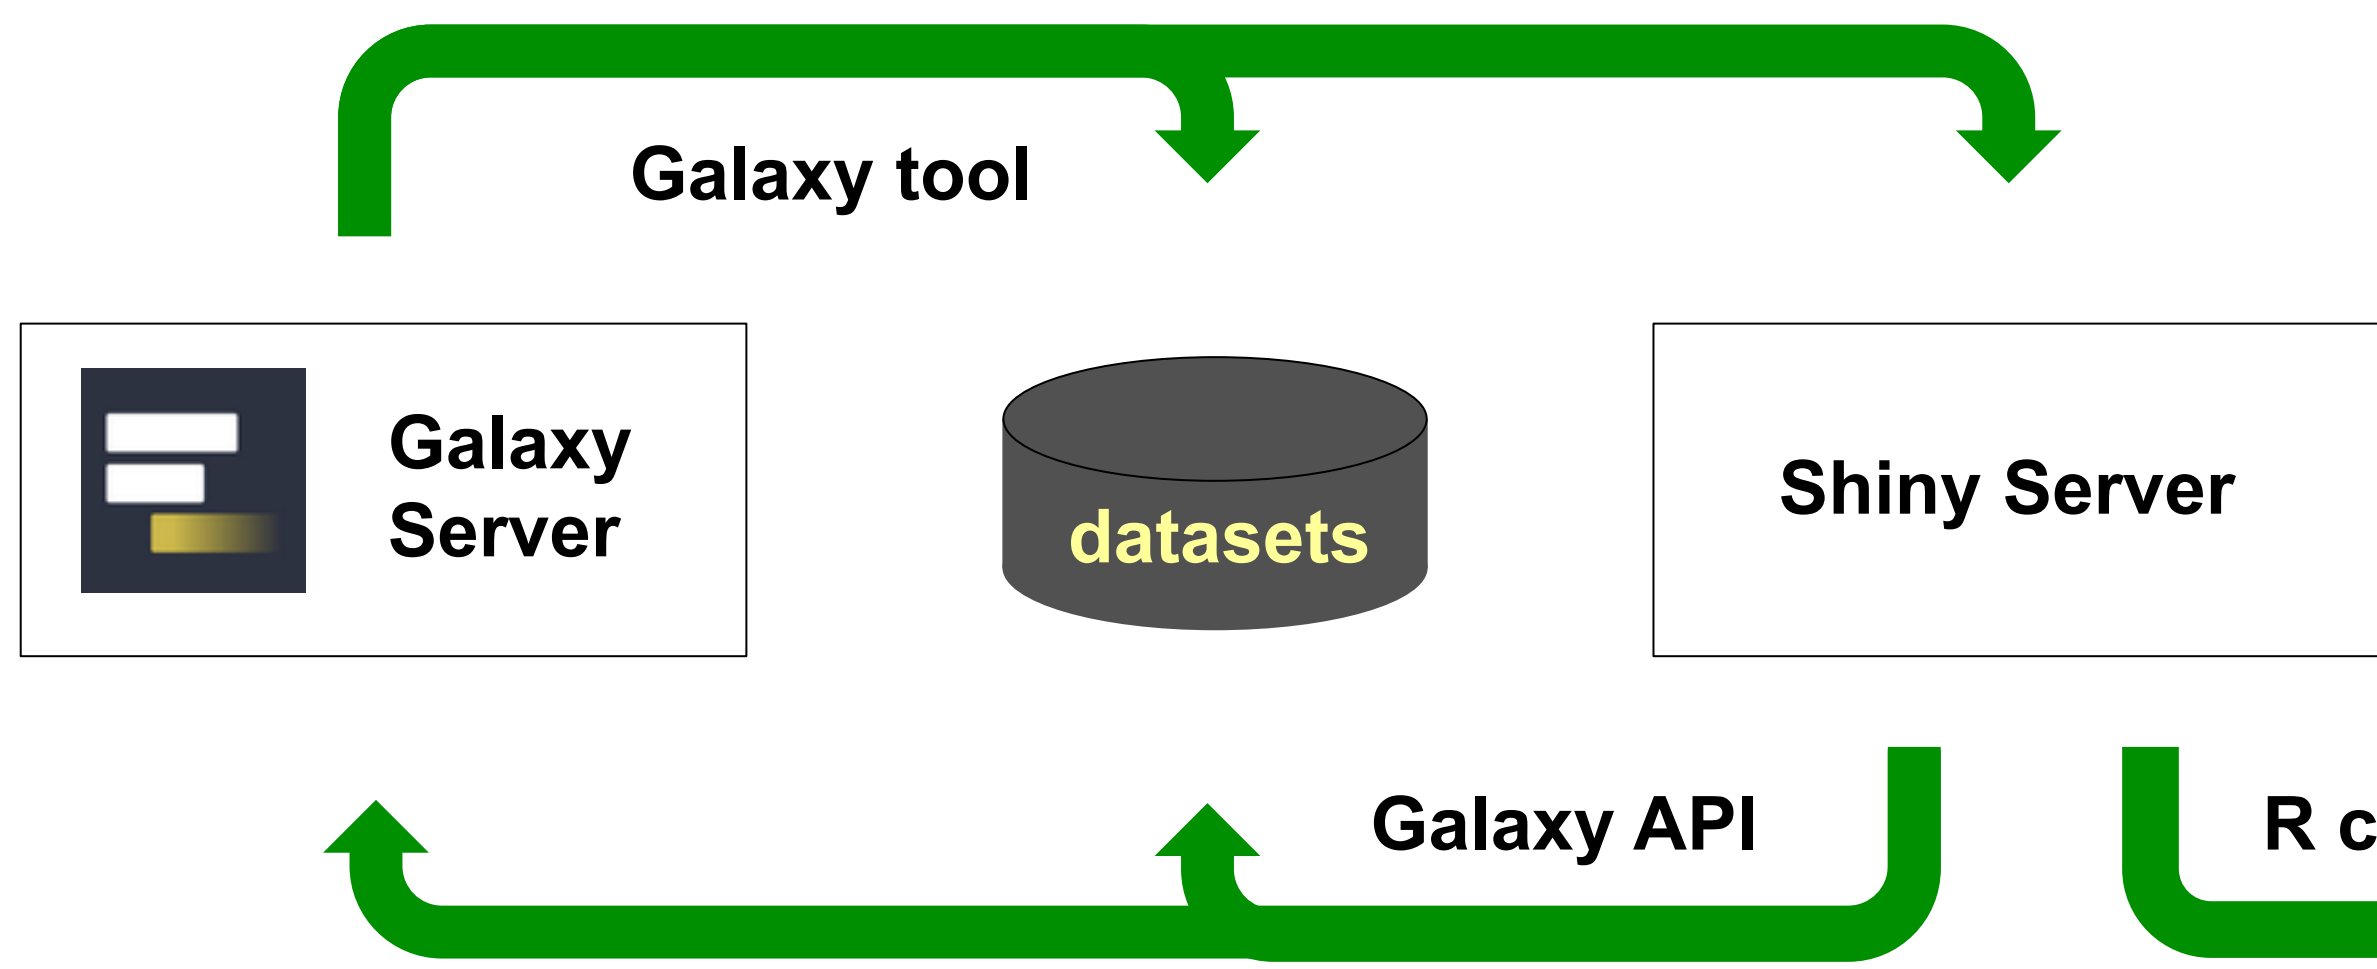 Galaxy tool
Galaxy
Server
datasets
Shiny Server
Galaxy API
R c